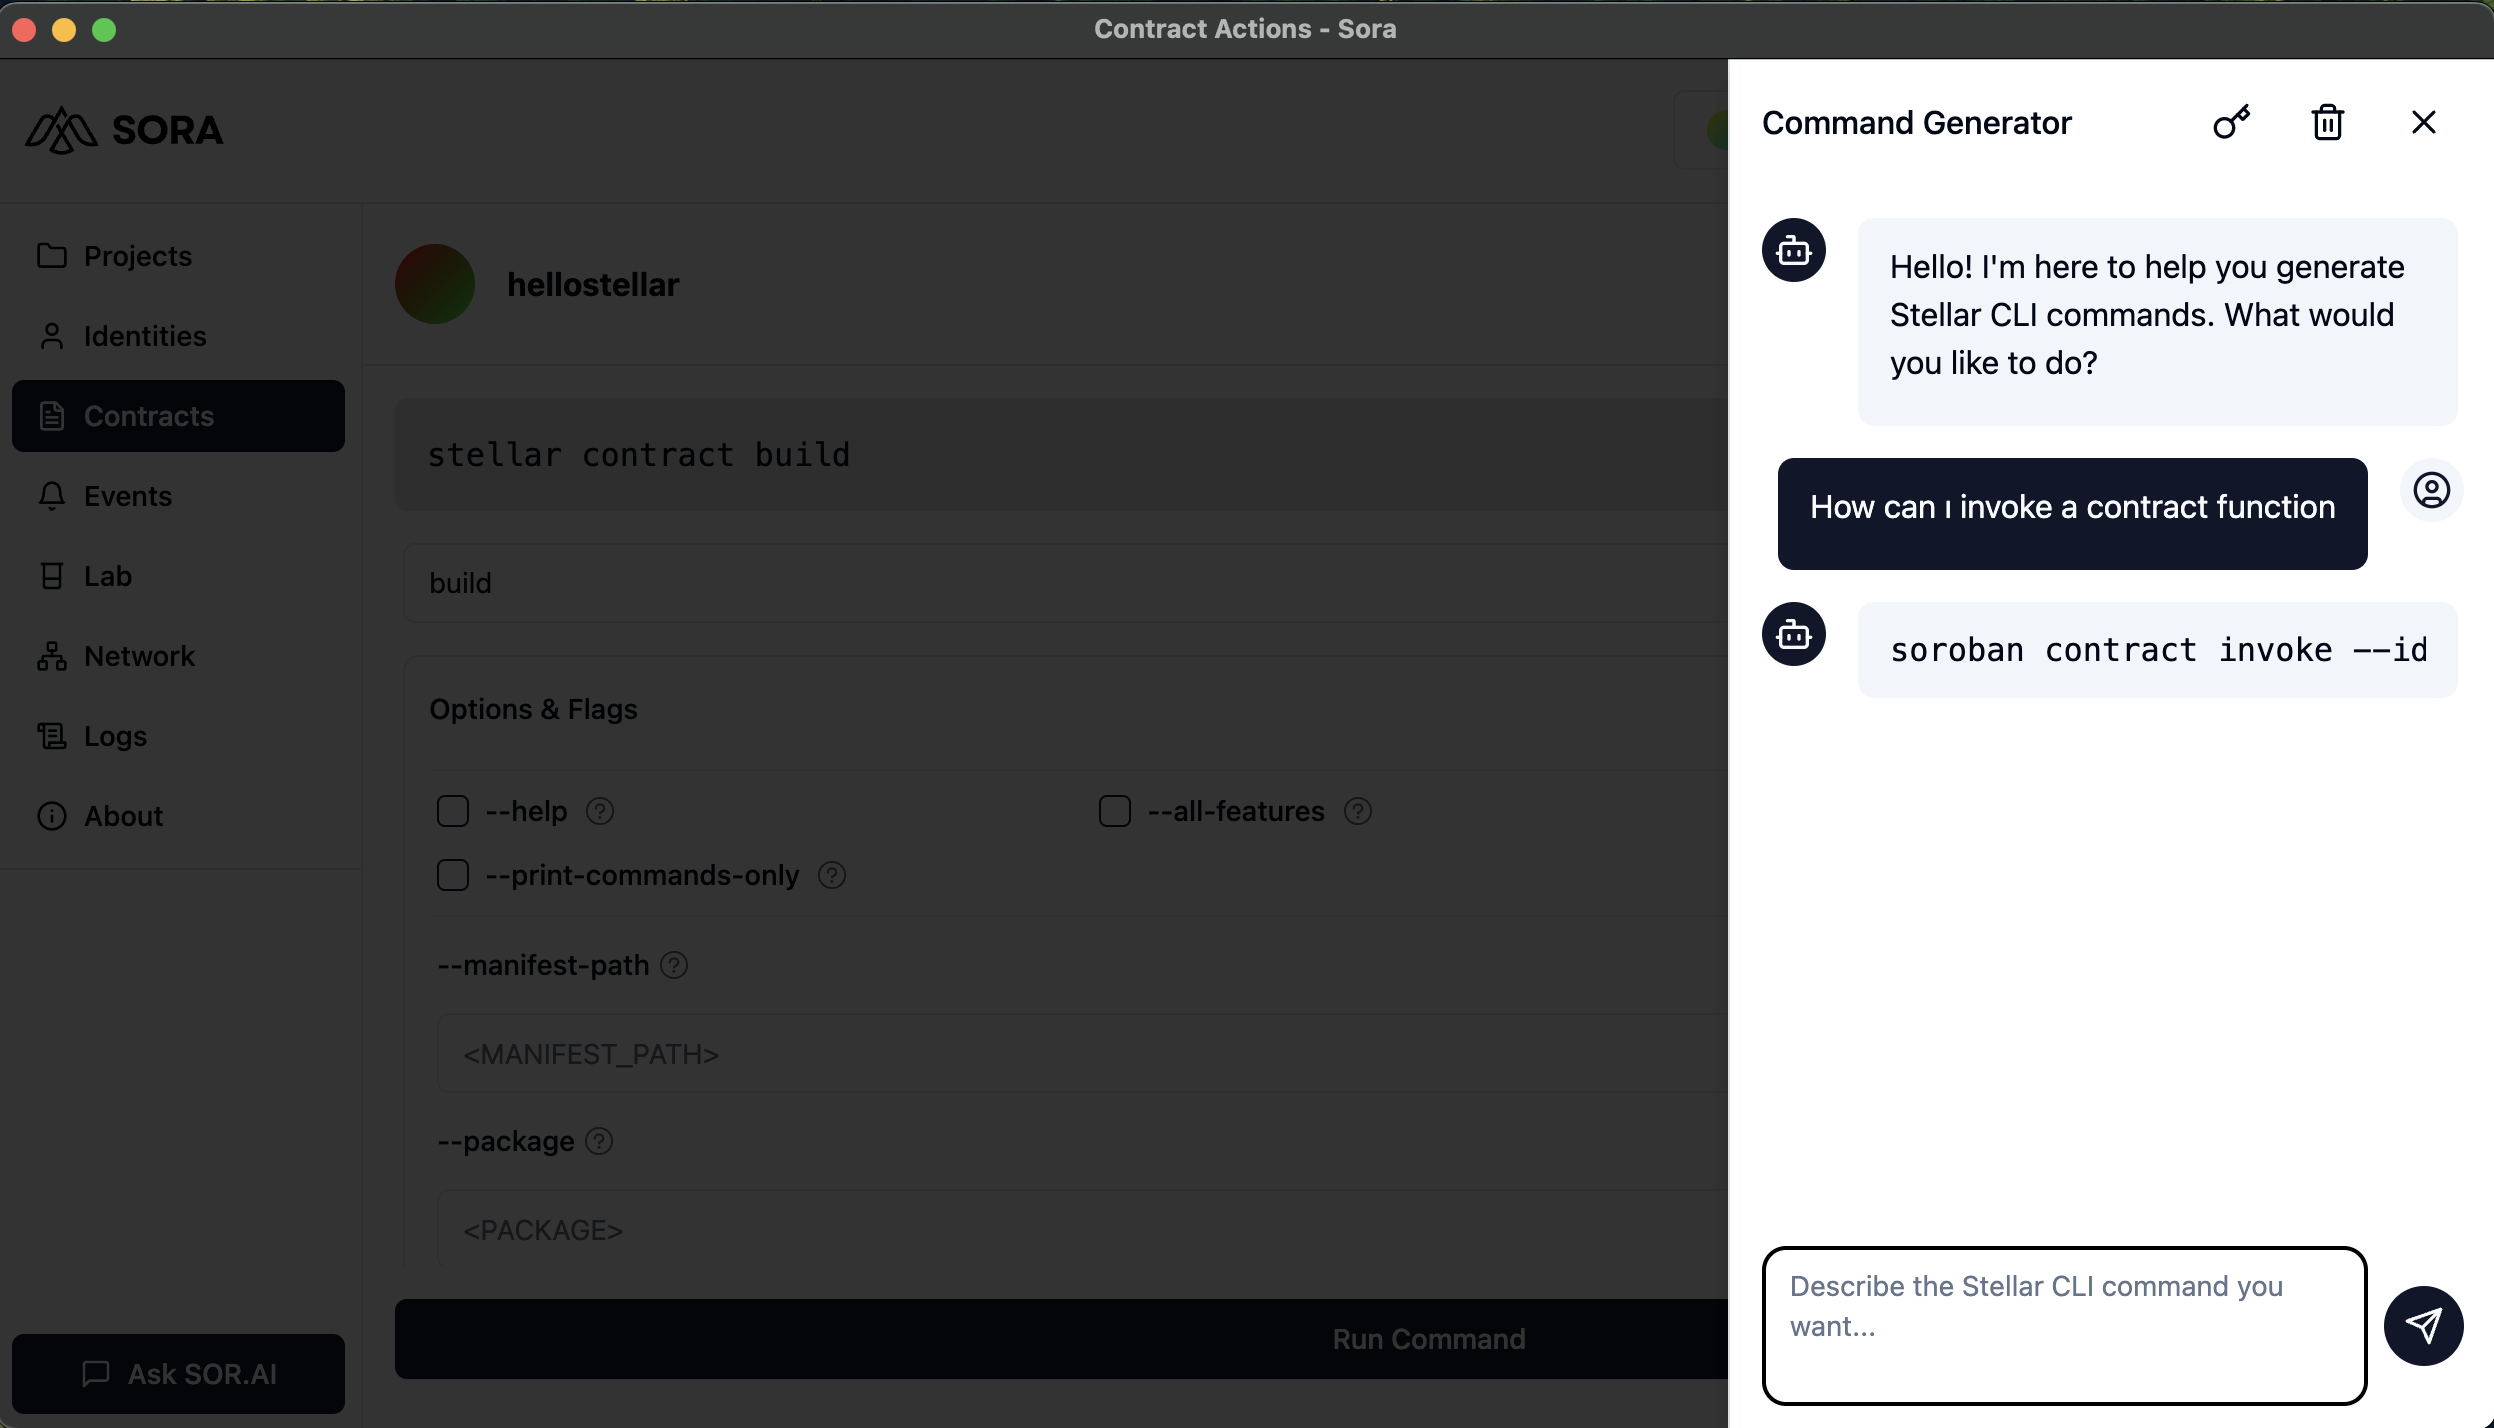 Contract Actions - Sora
SORA
Projects
Identities
Contracts
Events
Lab
Network
Logs
About
Ask SOR.AI
hellostellar
stellar contract build
build
Options & Flags
--help ?
--all-features ?
--print-commands-only ?
--manifest-path ?
<MANIFEST_PATH>
--package ?
<PACKAGE>
Run Command
Command Generator
Hello! I'm here to help you generate
Stellar CLI commands. What would
you like to do?
How can ı invoke a contract function
soroban contract invoke --id
Describe the Stellar CLI command you
want...